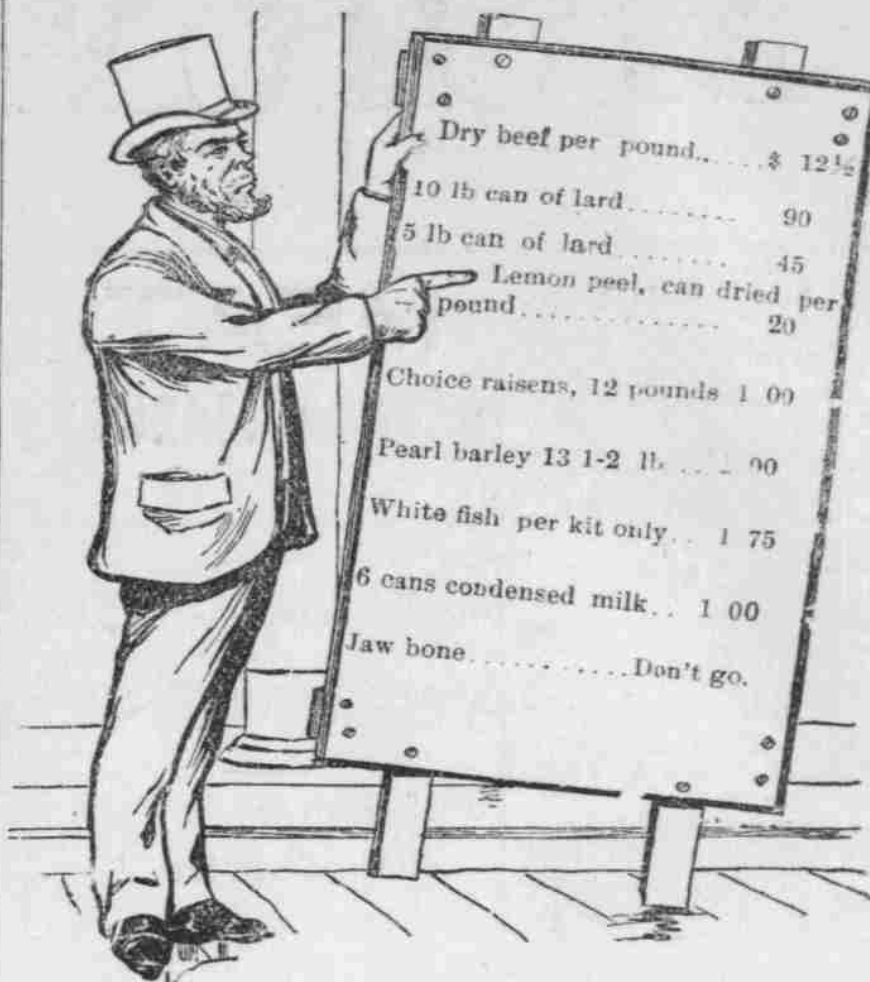 Dry beef per pound.......$ 12½
10 lb can of lard........ 90
5 lb can of lard........ 45
Lemon peel, can dried per
pound.............. 20
Choice raisens, 12 pounds 1 00
Pearl barley 13 1-2 lb
White fish per kit only.. 1 75
6 cans condensed milk.. 1 00
Jaw bone............Don't go.